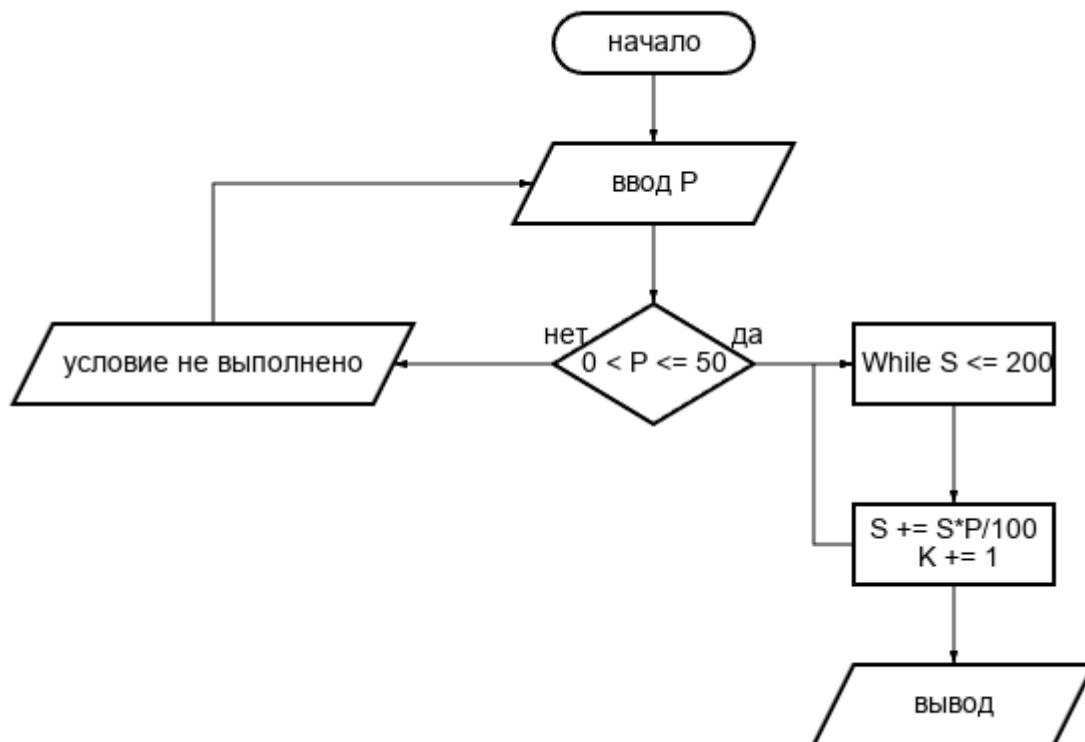 начало
ввод P
нет
да
условие не выполнено
0 < P <= 50
While S <= 200
S += S*P/100
K += 1
вывод